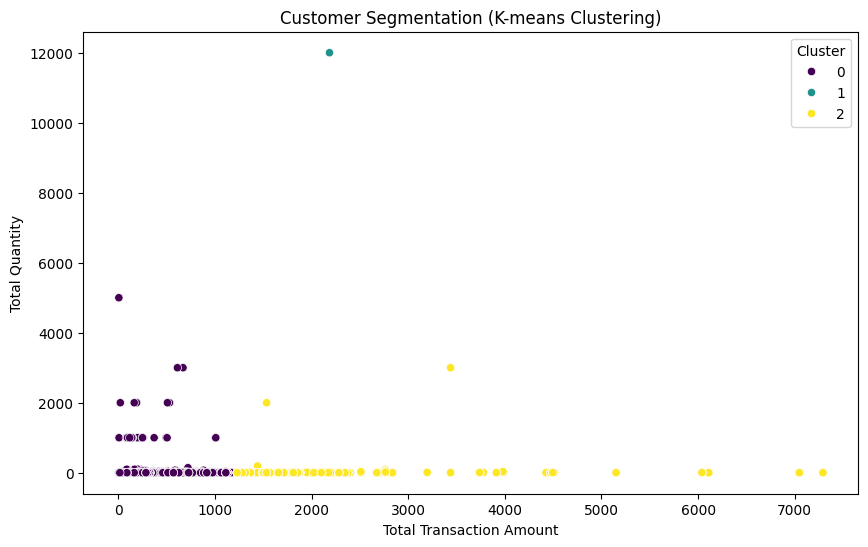 Customer Segmentation (K-means Clustering)
Cluster
0
1
2
12000
10000
8000
6000
4000
2000
0
Total Quantity
0 1000 2000 3000 4000 5000 6000 7000
Total Transaction Amount